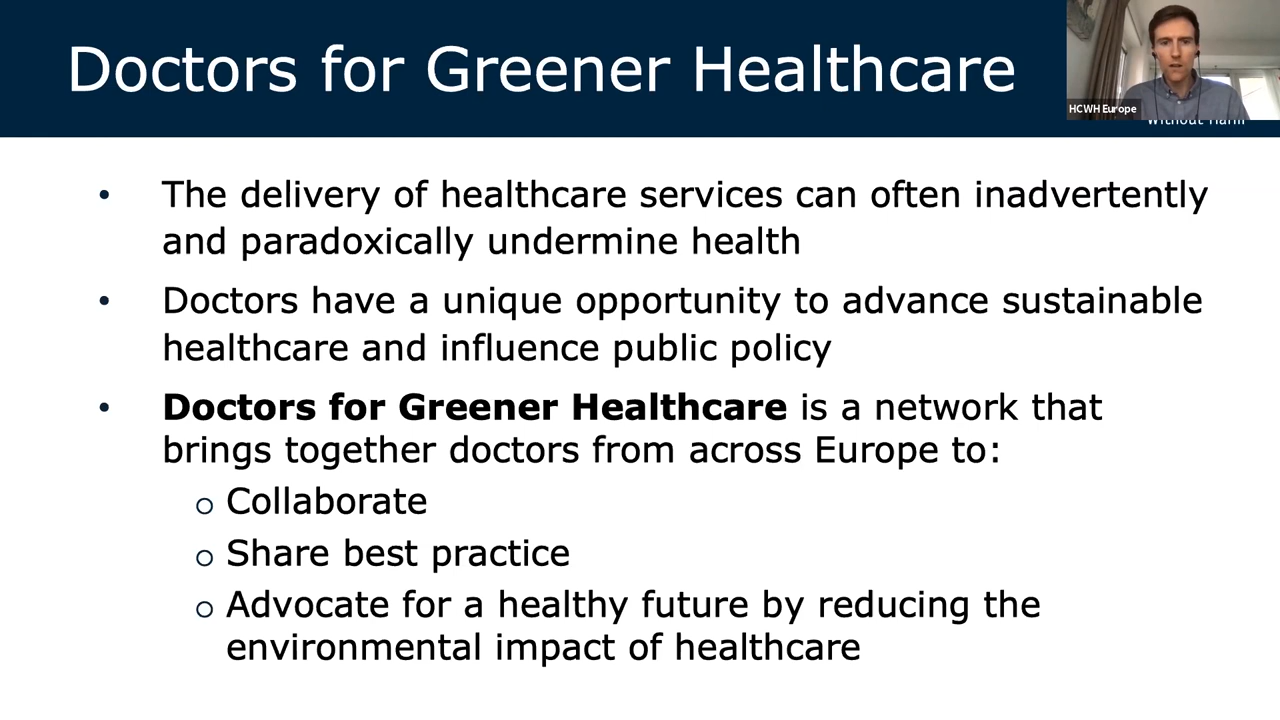 Doctors for Greener Healthcare
HCWH Europe
Without Harm
• The delivery of healthcare services can often inadvertently
and paradoxically undermine health
• Doctors have a unique opportunity to advance sustainable
healthcare and influence public policy
• Doctors for Greener Healthcare is a network that
brings together doctors from across Europe to:
o Collaborate
o Share best practice
o Advocate for a healthy future by reducing the
environmental impact of healthcare